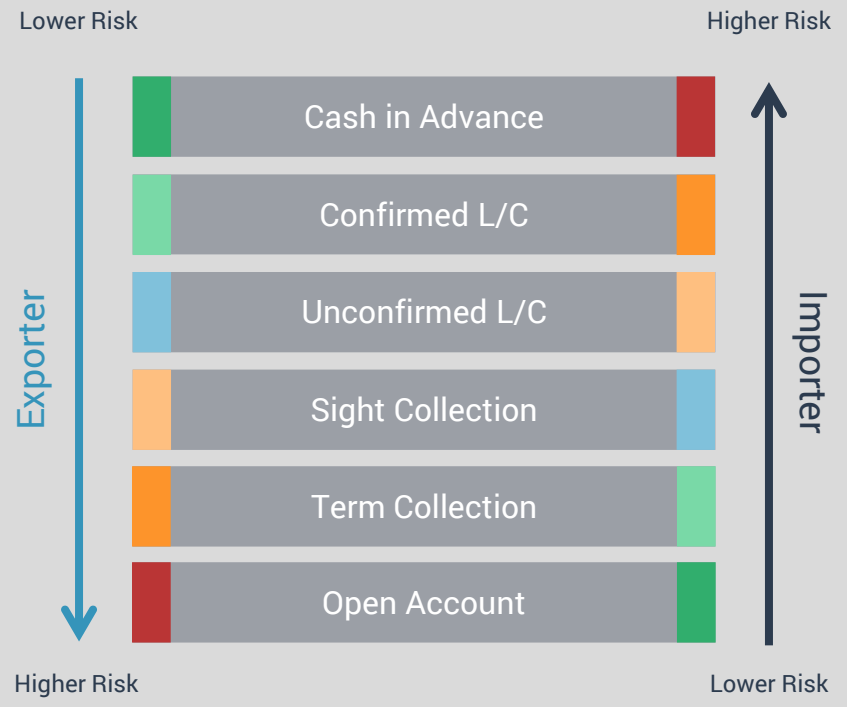 Lower Risk
Higher Risk
Cash in Advance
Confirmed L/C
Unconfirmed L/C
Exporter
Importer
Sight Collection
Term Collection
Open Account
Higher Risk
Lower Risk